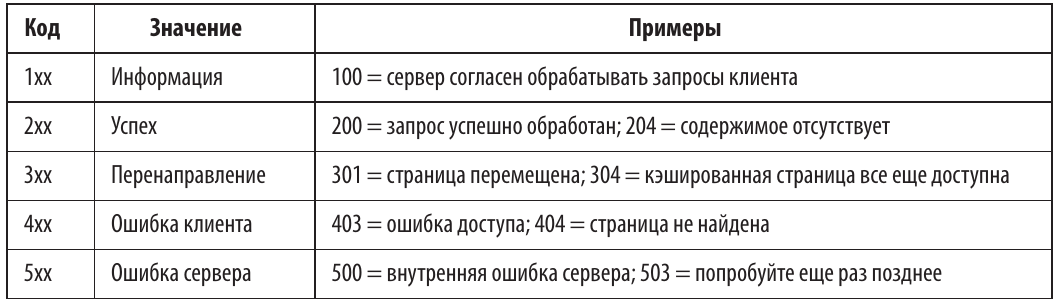 Код Значение Примеры
1xx Информация 100 = сервер согласен обрабатывать запросы клиента
2xx Успех 200 = запрос успешно обработан; 204 = содержимое отсутствует
3xx Перенаправление 301 = страница перемещена; 304 = кэшированная страница все еще доступна
4xx Ошибка клиента 403 = ошибка доступа; 404 = страница не найдена
5xx Ошибка сервера 500 = внутренняя ошибка сервера; 503 = попробуйте еще раз позднее